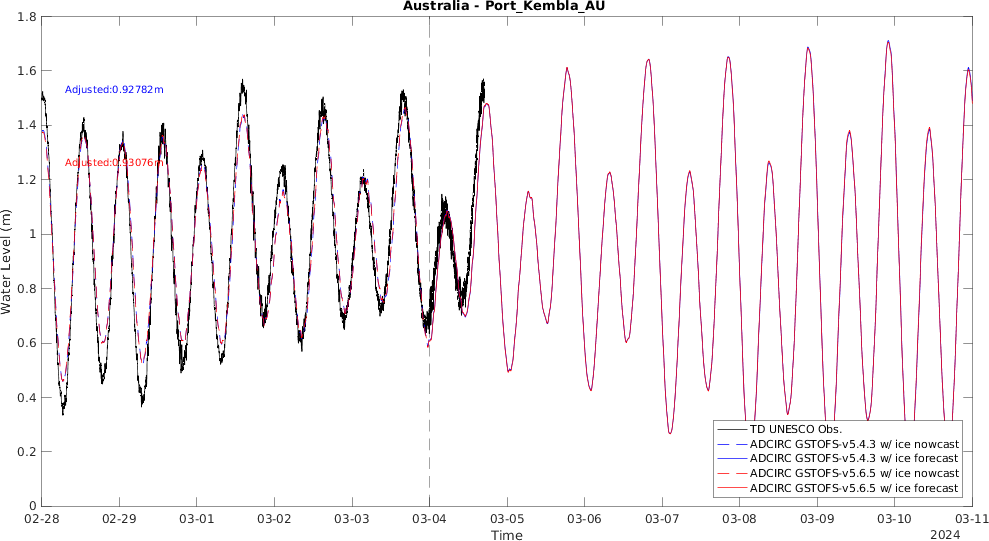 Australia - Port_Kembla_AU
1.8
1.6
1.4
1.2
1
0.8
0.6
0.4
0.2
0
Water Level (m)
Adjusted:0.92782m
Adjusted:0.93076m
TD UNESCO Obs.
ADCIRC GSTOFS-v5.4.3 w/ ice nowcast
ADCIRC GSTOFS-v5.4.3 w/ ice forecast
ADCIRC GSTOFS-v5.6.5 w/ ice nowcast
ADCIRC GSTOFS-v5.6.5 w/ ice forecast
02-28 02-29 03-01 03-02 03-03 03-04 03-05 03-06 03-07 03-08 03-09 03-10 03-11
Time
2024